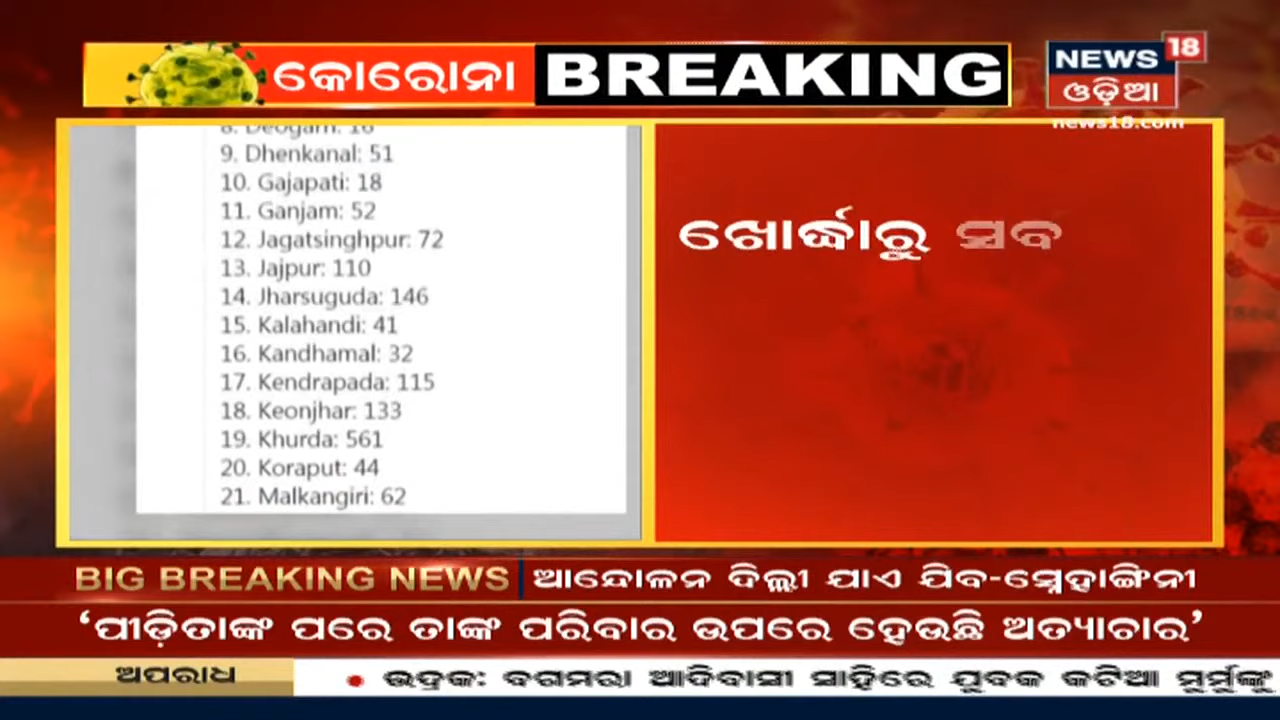 କୋରୋନା BREAKING
NEWS 18
ଓଡ଼ିଆ
news18.com
8. Deogarh: 16
9. Dhenkanal: 51
10. Gajapati: 18
11. Ganjam: 52
12. Jagatsinghpur: 72
13. Jajpur: 110
14. Jharsuguda: 146
15. Kalahandi: 41
16. Kandhamal: 32
17. Kendrapada: 115
18. Keonjhar: 133
19. Khurda: 561
20. Koraput: 44
21. Malkangiri: 62
ଖୋର୍ଦ୍ଧାରୁ ସବ
BIG BREAKING NEWS ଆନ୍ଦୋଳନ ଦିଲ୍ଲୀ ଯାଏ ଯିବ-ସ୍ନେହାଙ୍ଗିନୀ
‘ପୀଡ଼ିତାଙ୍କ ପରେ ତାଙ୍କ ପରିବାର ଉପରେ ହେଉଛି ଅତ୍ୟାଚାର’
ଅପରାଧ
• ଭଦ୍ରକ: ବଗମରା ଆଦିବାସୀ ସାହିରେ ଯୁବକ କଟିଆ ମୁର୍ମୁଙ୍କୁ